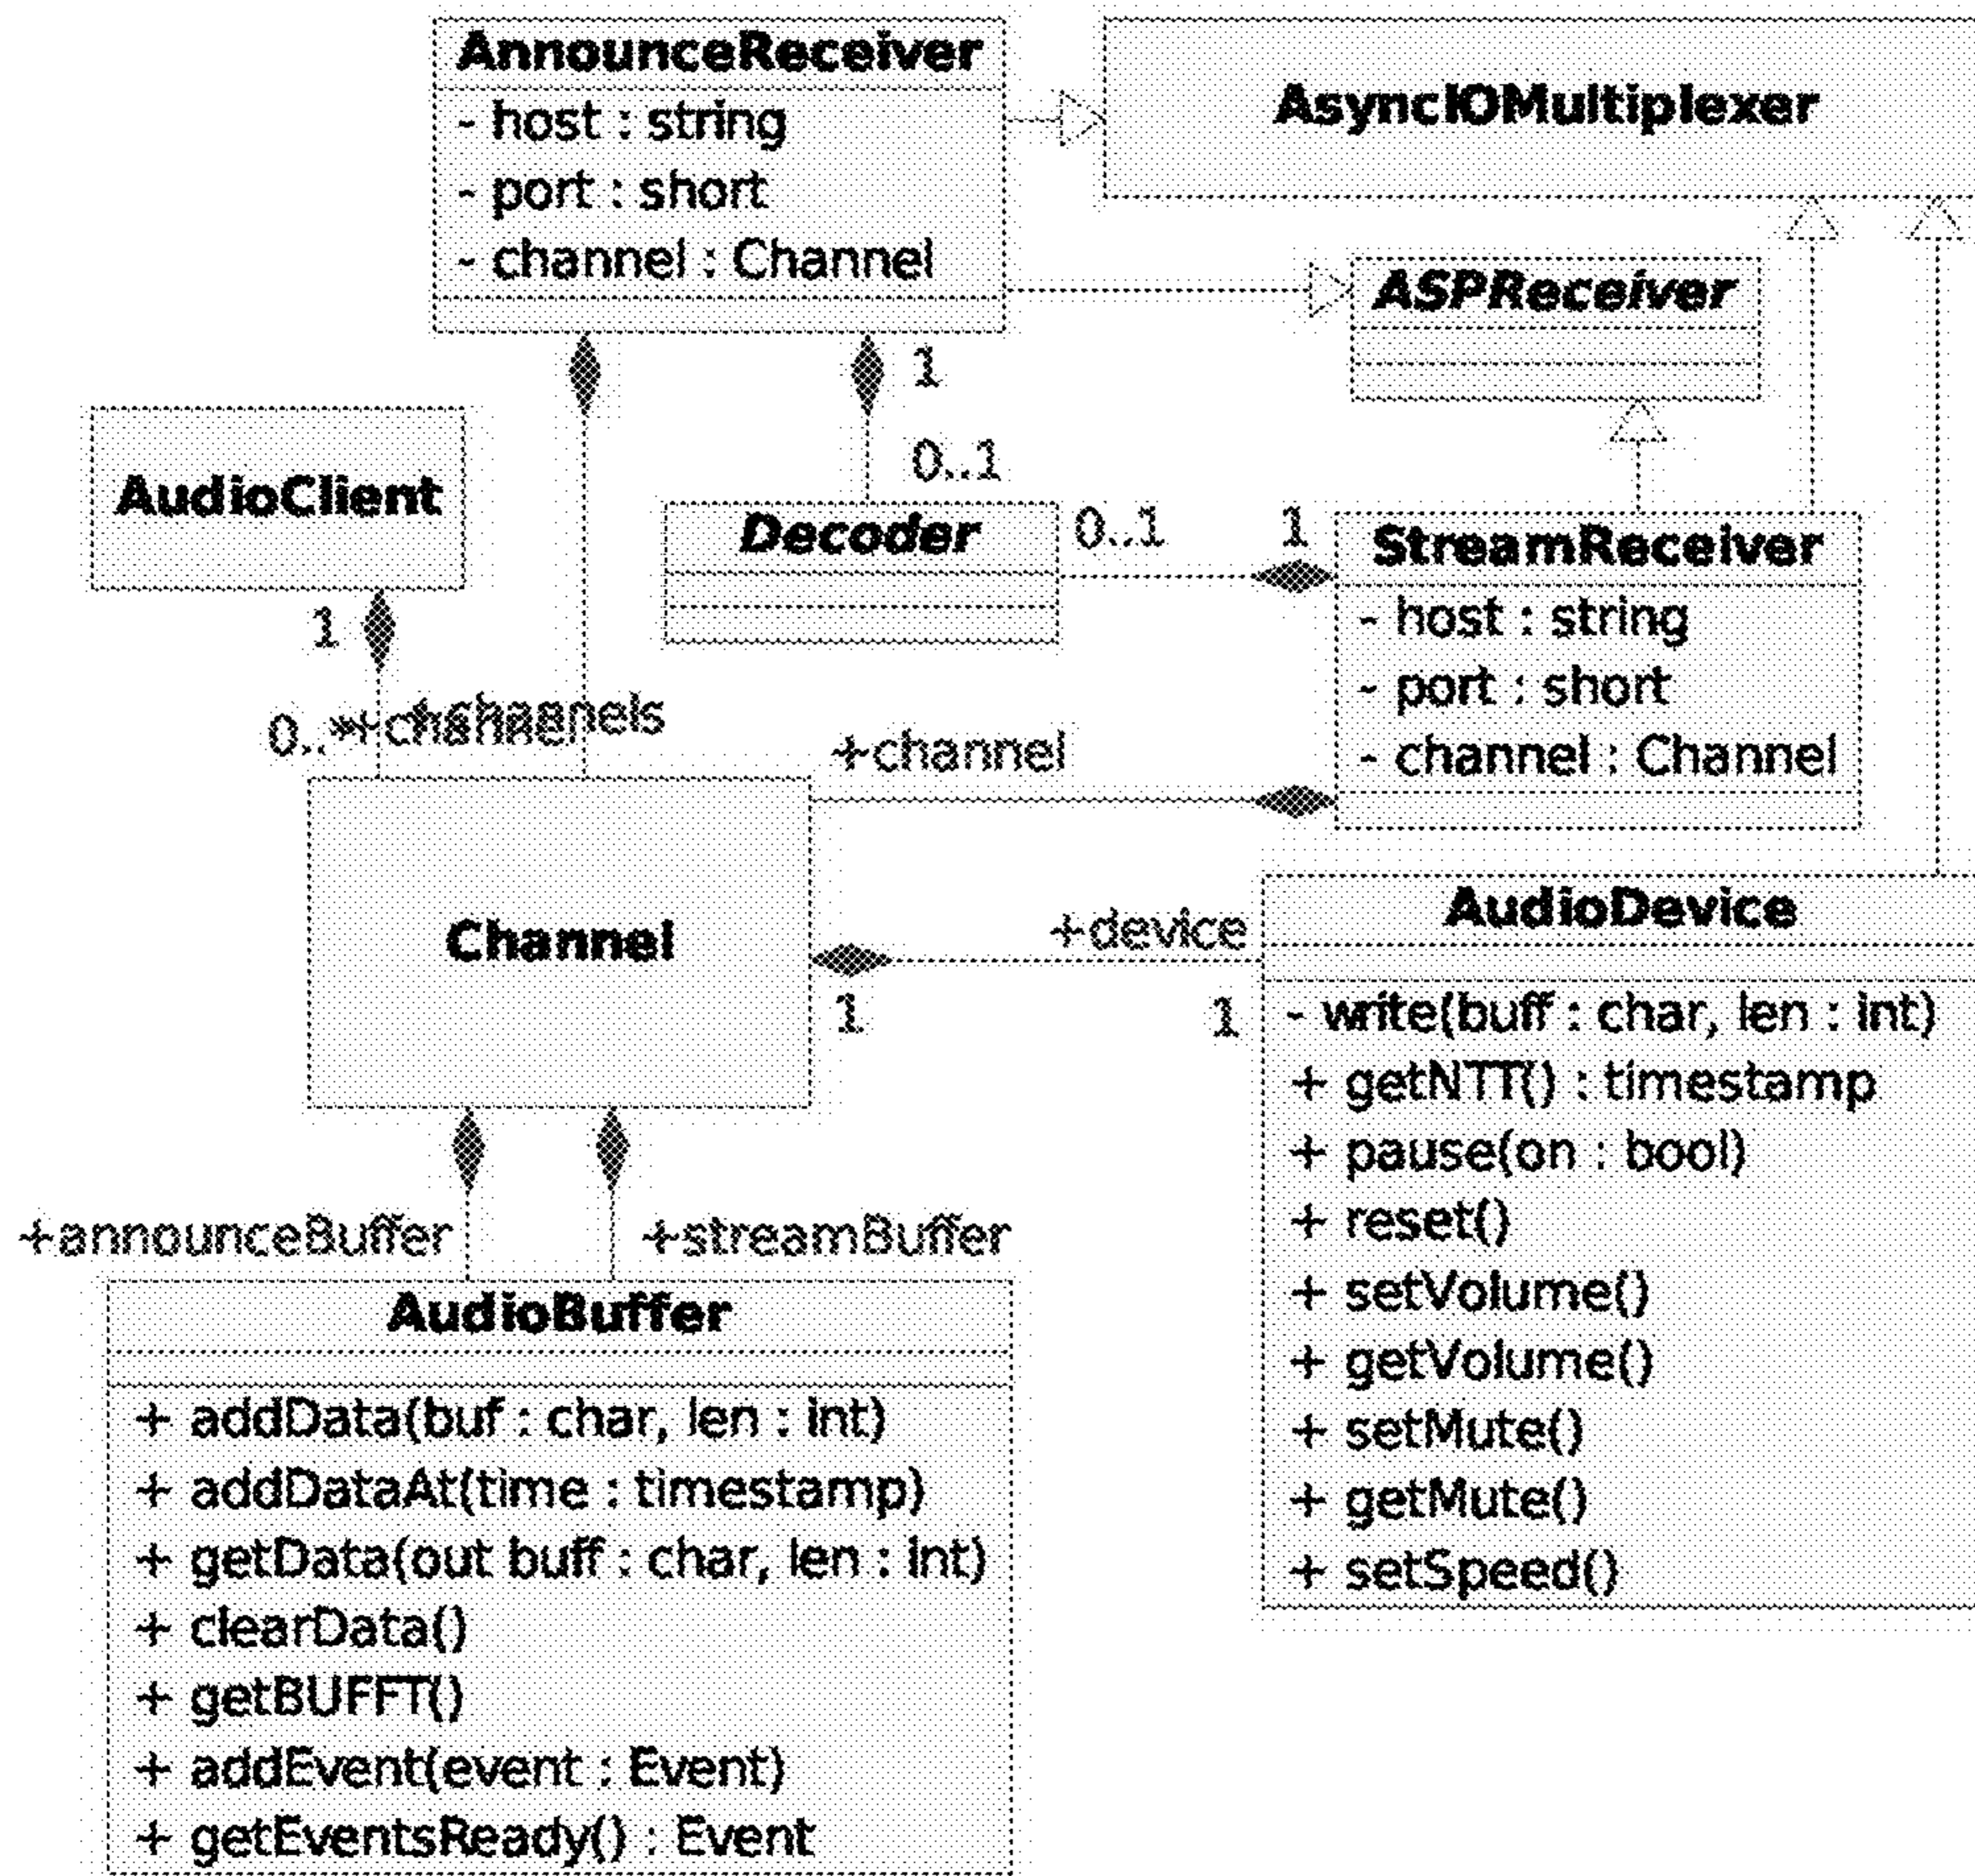 AnnounceReceiver
- host : string
- port : short
- channel : Channel
AsyncIOMultiplexer
ASPReceiver
1
0..1
AudioClient
1
0..*
+channels
Decoder
0..1
1
StreamReceiver
- host : string
- port : short
- channel : Channel
+channel
Channel
+device
1
1
AudioDevice
- write(buff : char, len : int)
+ getNTT() : timestamp
+ pause(on : bool)
+ reset()
+ setVolume()
+ getVolume()
+ setMute()
+ getMute()
+ setSpeed()
+announceBuffer
+streamBuffer
AudioBuffer
+ addData(buf : char, len : int)
+ addDataAt(time : timestamp)
+ getData(out buff : char, len : int)
+ clearData()
+ getBUFFT()
+ addEvent(event : Event)
+ getEventsReady() : Event